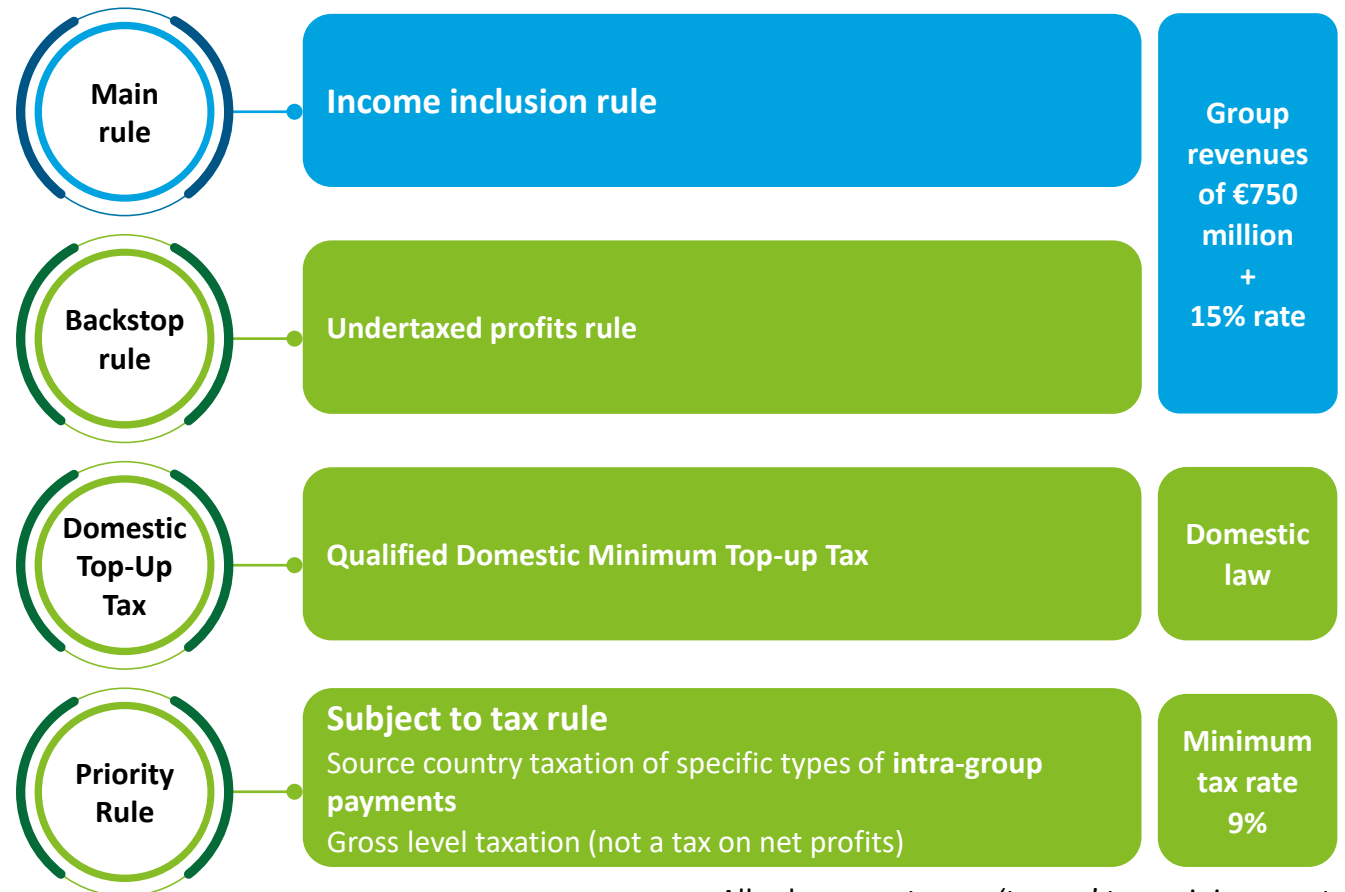 Main
rule
Income inclusion rule
Group
revenues
of €750
million
+
15% rate
Backstop
rule
Undertaxed profits rule
Domestic
Top-Up
Tax
Qualified Domestic Minimum Top-up Tax
Domestic
law
Priority
Rule
Subject to tax rule
Source country taxation of specific types of intra-group
payments
Gross level taxation (not a tax on net profits)
Minimum
tax rate
9%